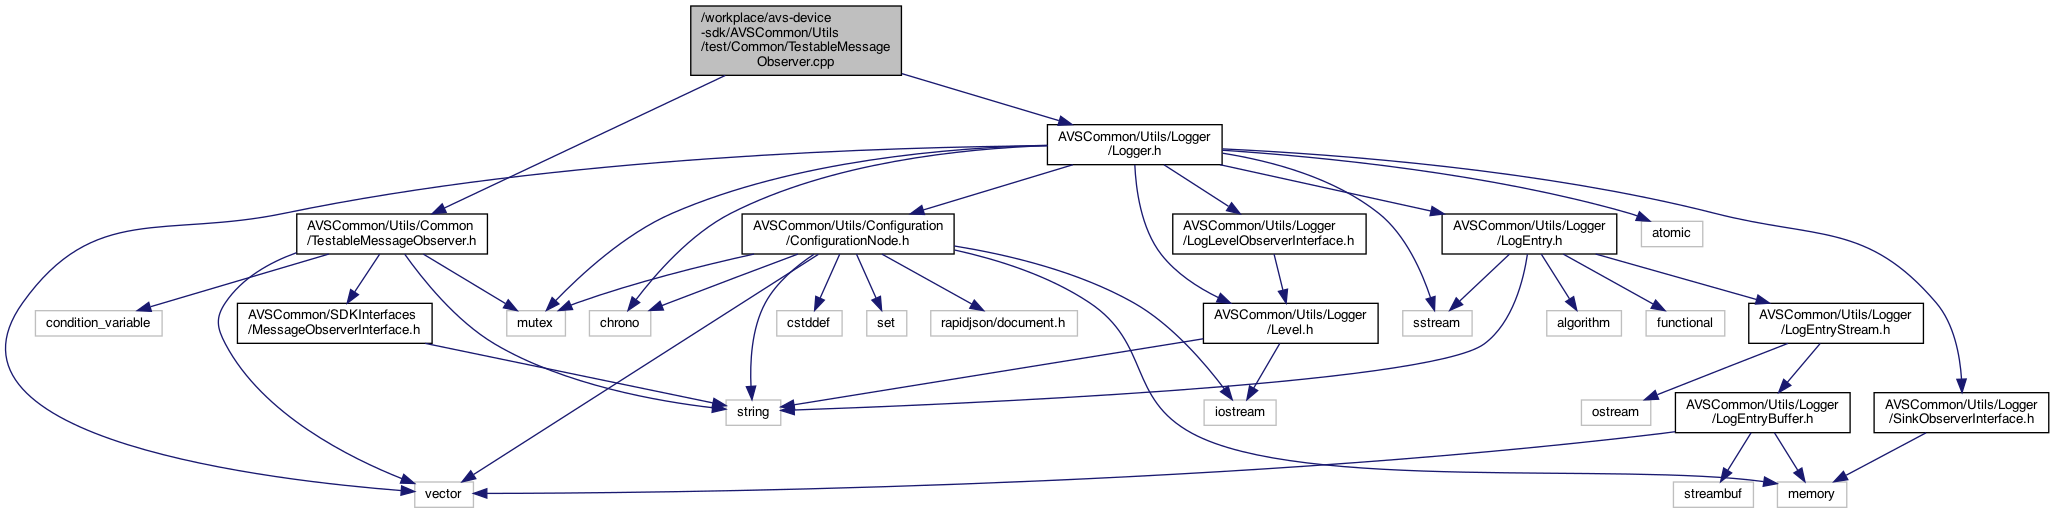 /workplace/avs-device
-sdk/AVSCommon/Utils
/test/Common/TestableMessage
Observer.cpp
AVSCommon/Utils/Logger
/Logger.h
AVSCommon/Utils/Common
/TestableMessageObserver.h
AVSCommon/Utils/Configuration
/ConfigurationNode.h
AVSCommon/Utils/Logger
/LogLevelObserverInterface.h
AVSCommon/Utils/Logger
/LogEntry.h
atomic
condition_variable
AVSCommon/SDKInterfaces
/MessageObserverInterface.h
mutex
chrono
cstddef
set
rapidjson/document.h
AVSCommon/Utils/Logger
/Level.h
sstream
algorithm
functional
AVSCommon/Utils/Logger
/LogEntryStream.h
string
iostream
ostream
AVSCommon/Utils/Logger
/LogEntryBuffer.h
AVSCommon/Utils/Logger
/SinkObserverInterface.h
vector
streambuf
memory